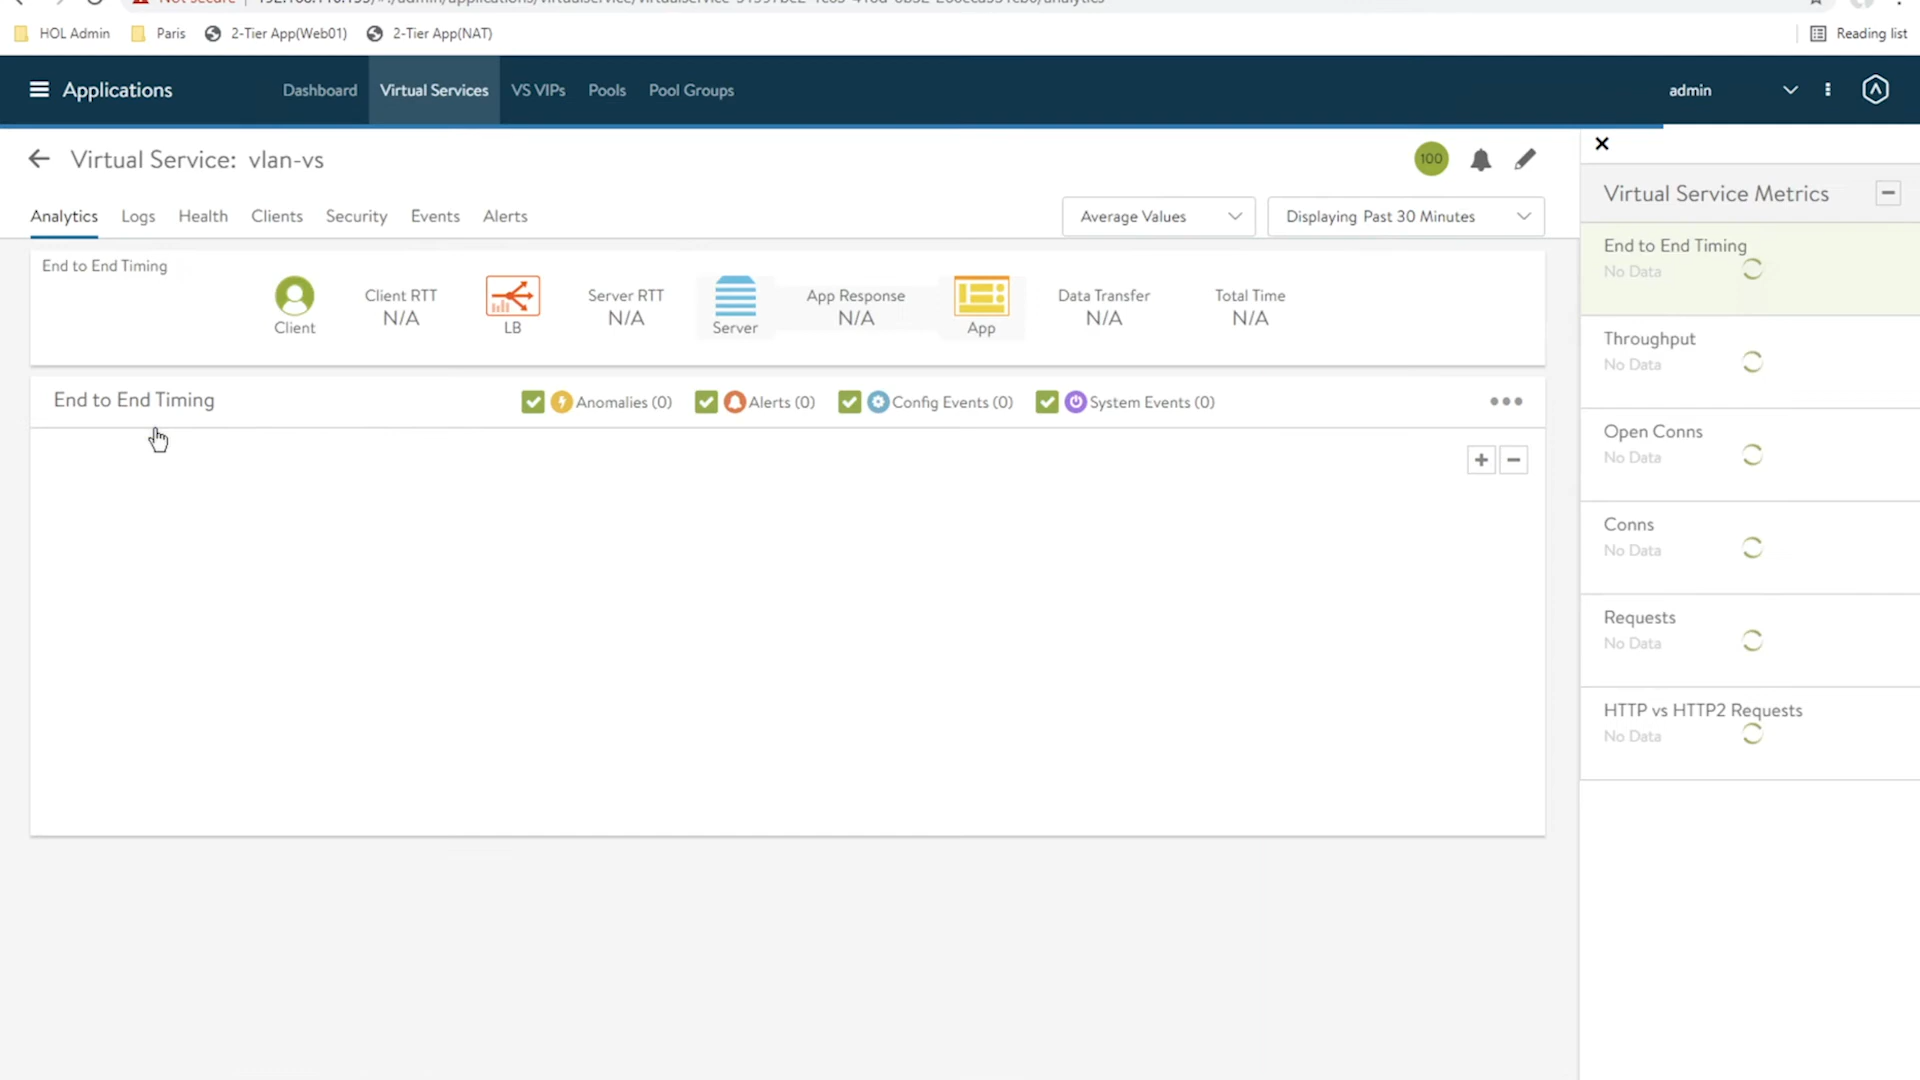 HOL Admin
Paris
2-Tier App(Web01)
2-Tier App(NAT)
Reading list
Applications
Dashboard
Virtual Services
VS VIPs
Pools
Pool Groups
admin
Virtual Service: vlan-vs
100
Analytics
Logs
Health
Clients
Security
Events
Alerts
Average Values
Displaying Past 30 Minutes
End to End Timing
Client
Client RTT
N/A
LB
Server RTT
N/A
Server
App Response
N/A
App
Data Transfer
N/A
Total Time
N/A
End to End Timing
Anomalies (0)
Alerts (0)
Config Events (0)
System Events (0)
Virtual Service Metrics
End to End Timing
No Data
Throughput
No Data
Open Conns
No Data
Conns
No Data
Requests
No Data
HTTP vs HTTP2 Requests
No Data